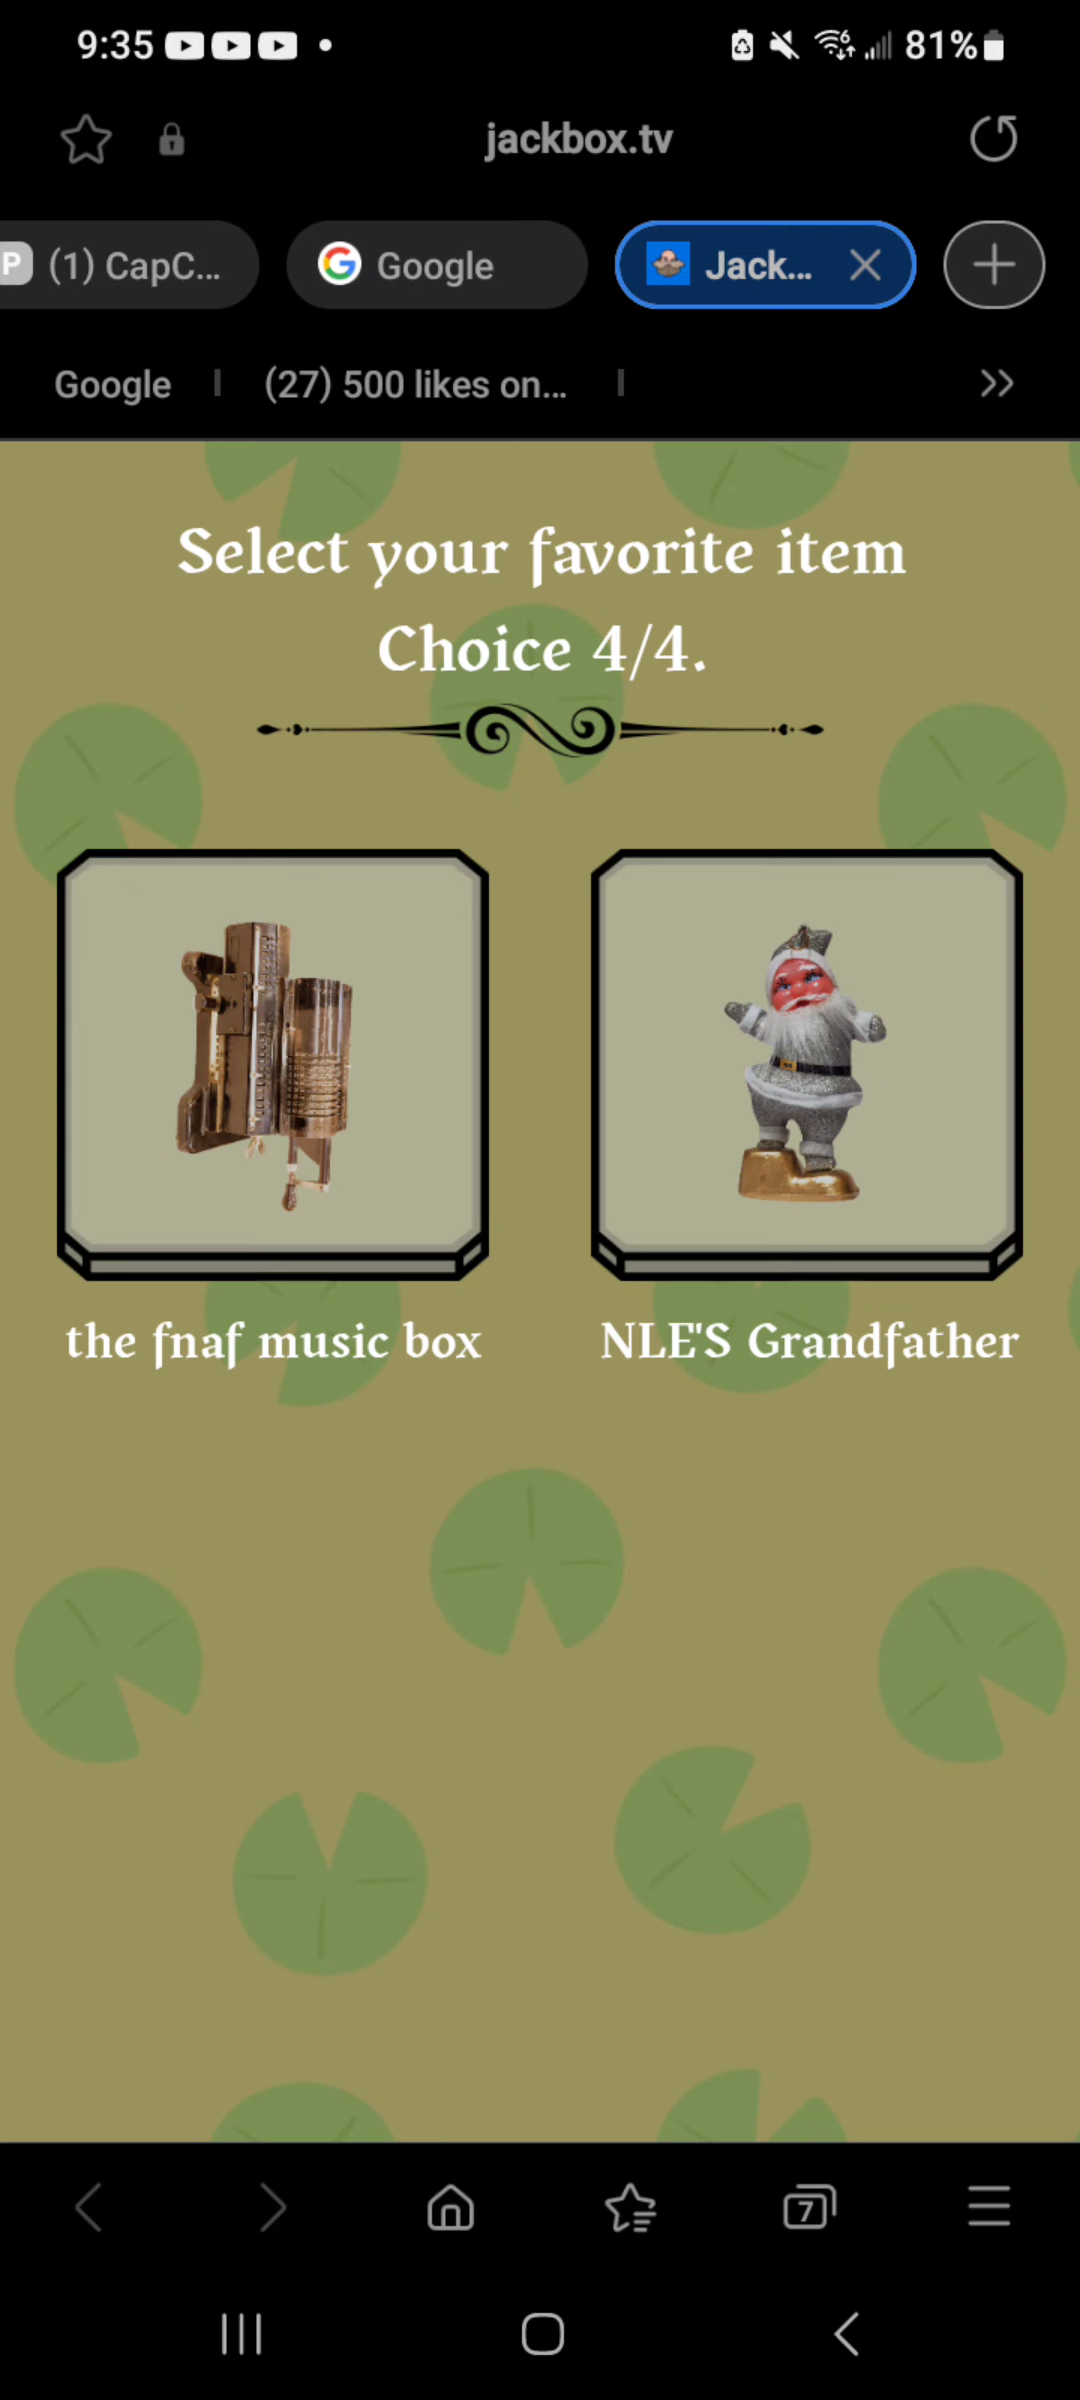 9:35
81%
jackbox.tv
P (1) CapC...
Google
Jack...
Google
(27) 500 likes on...
Select your favorite item
Choice 4/4.
the fnaf music box
NLE'S Grandfather
7